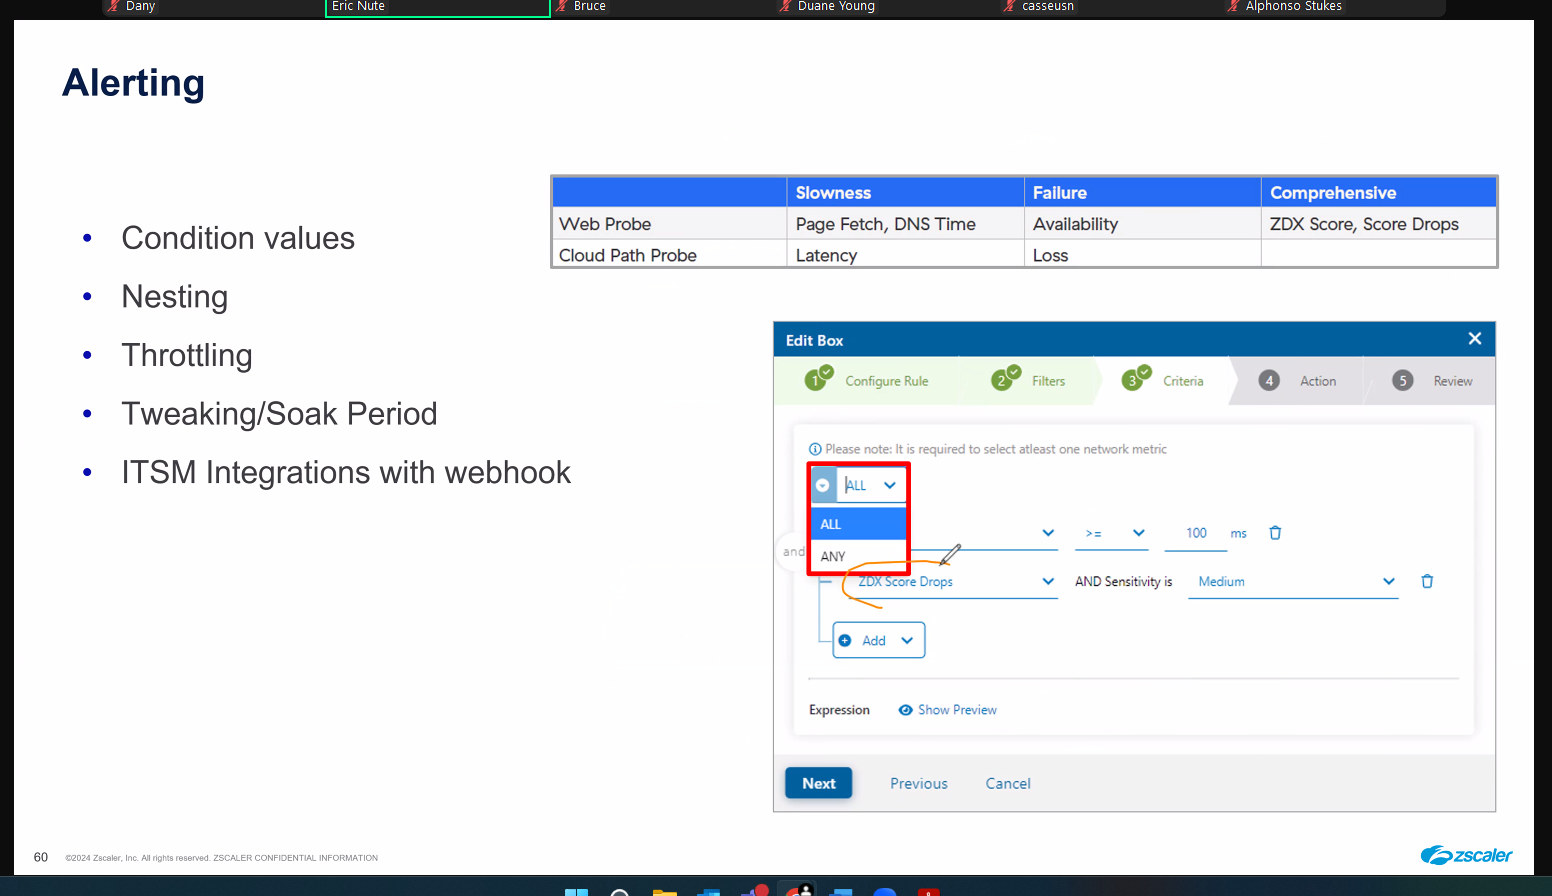 Dany
Eric Nute
Bruce
Duane Young
casseusn
Alphonso Stukes
Alerting
Slowness Failure Comprehensive
Web Probe Page Fetch, DNS Time Availability ZDX Score, Score Drops
Cloud Path Probe Latency Loss
• Condition values
• Nesting
• Throttling
• Tweaking/Soak Period
• ITSM Integrations with webhook
Edit Box
1 Configure Rule 2 Filters 3 Criteria 4 Action 5 Review
Please note: It is required to select atleast one network metric
ALL
ALL
ANY
and
>= 100 ms
ZDX Score Drops AND Sensitivity is Medium
Add
Expression Show Preview
Next Previous Cancel
60 ©2024 Zscaler, Inc. All rights reserved. ZSCALER CONFIDENTIAL INFORMATION
zscaler